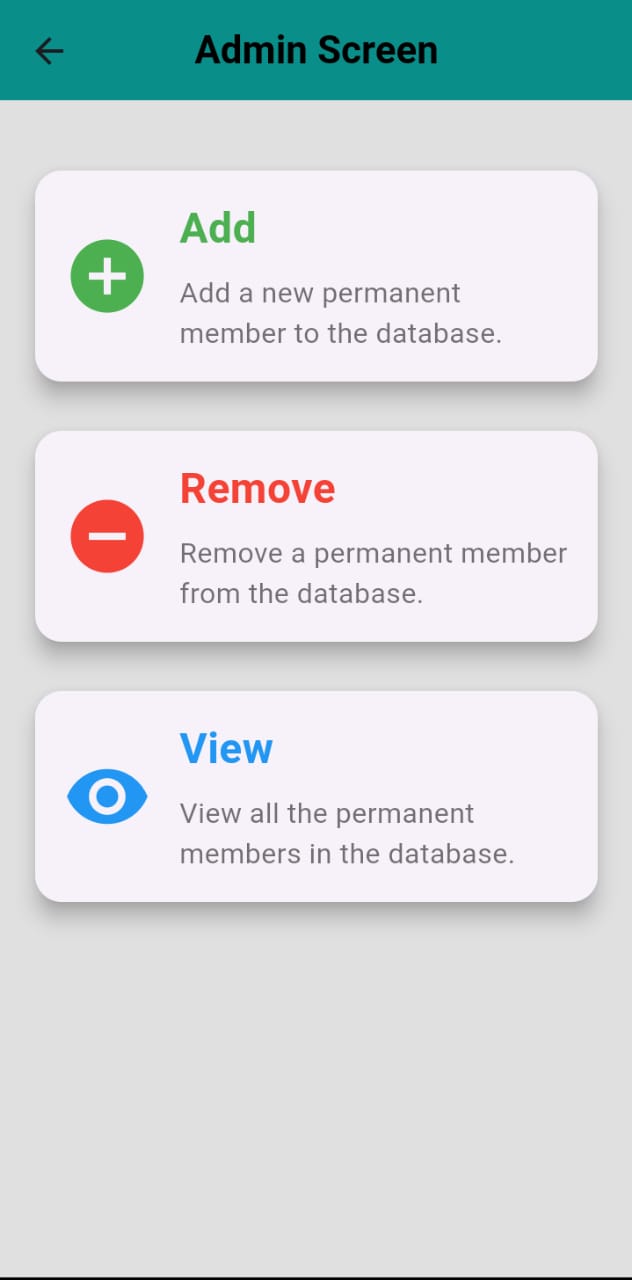 Admin Screen
Add
Add a new permanent
member to the database.
Remove
Remove a permanent member
from the database.
View
View all the permanent
members in the database.